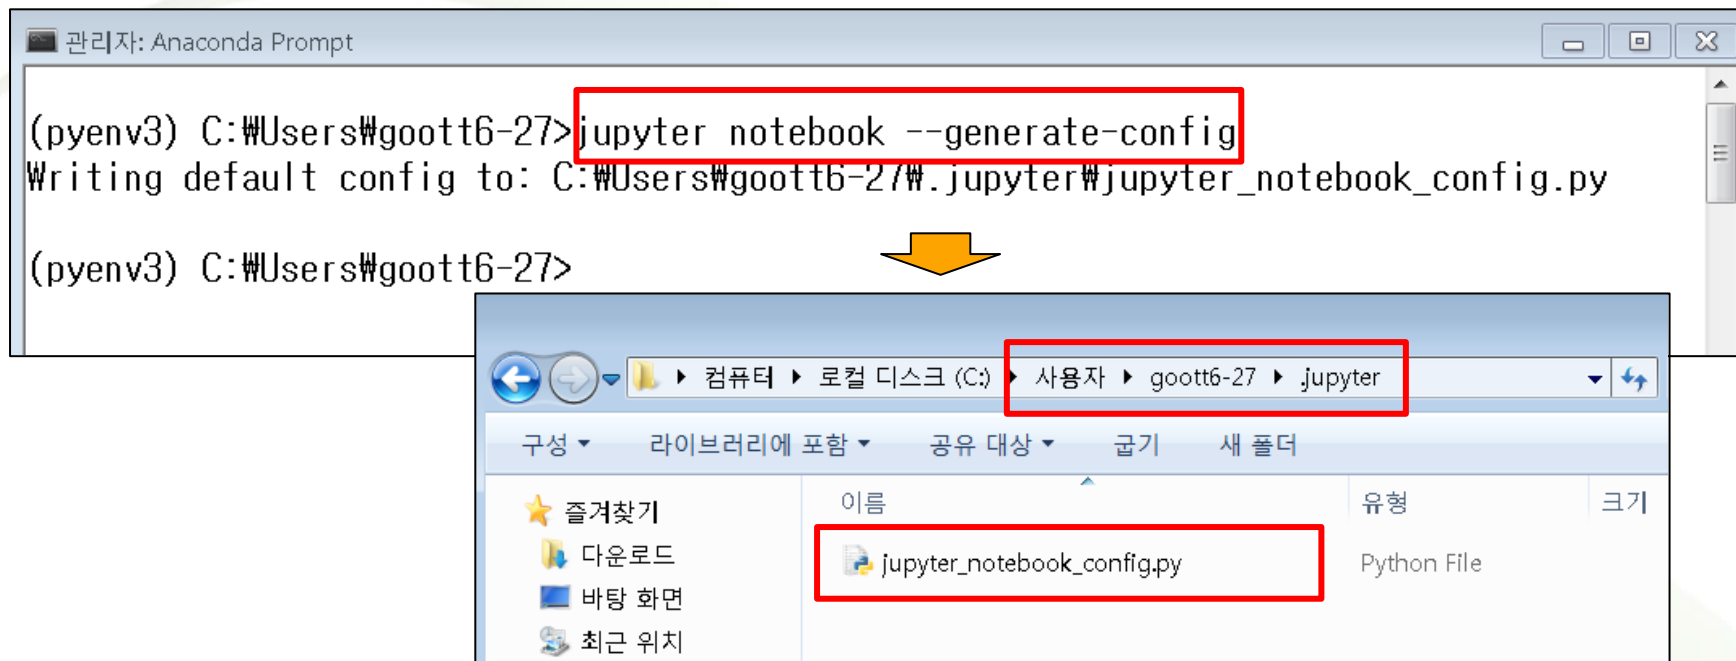 관리자: Anaconda Prompt
(pyenv3) C:₩Users₩goott6-27>jupyter notebook --generate-config
Writing default config to: C:₩Users₩goott6-27₩.jupyter₩jupyter_notebook_config.py
(pyenv3) C:₩Users₩goott6-27>
컴퓨터 ▶ 로컬 디스크 (C:) ▶ 사용자 ▶ goott6-27 ▶ .jupyter
구성 ▼ 라이브러리에 포함 ▼ 공유 대상 ▼ 굽기 새 폴더
즐겨찾기
다운로드
바탕 화면
최근 위치
이름 유형 크기
jupyter_notebook_config.py Python File